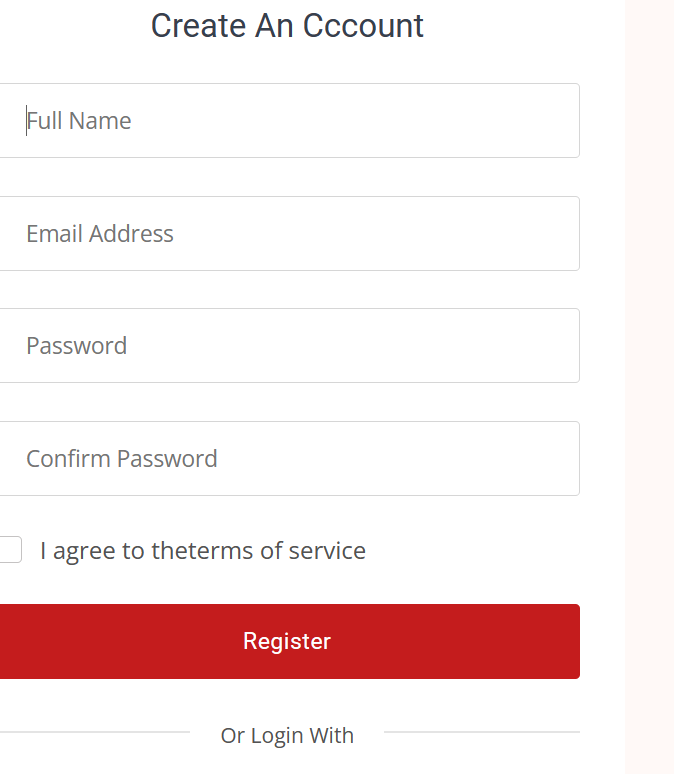 Create An Cccount
Full Name
Email Address
Password
Confirm Password
I agree to theterms of service
Register
Or Login With